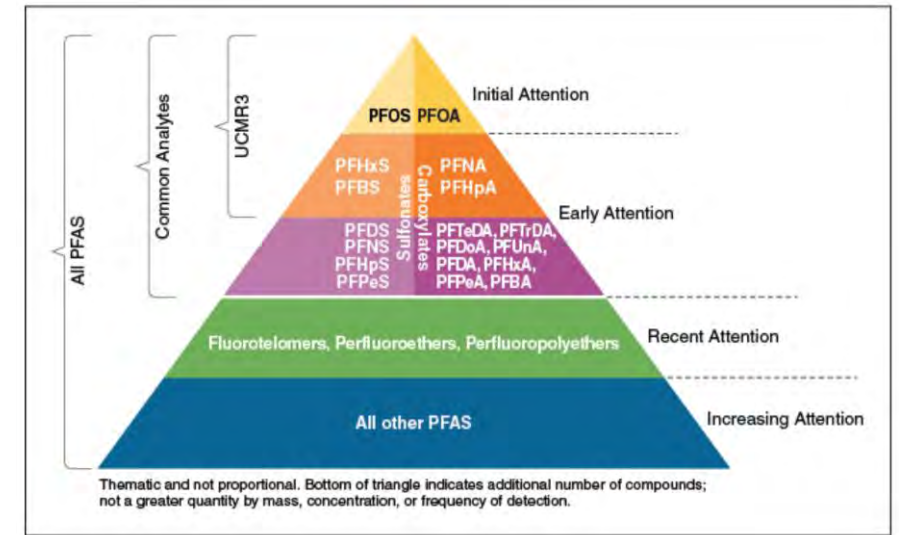 All PFAS
Common Analytes
UCMR3
PFOS PFOA
Initial Attention
PFHxS
PFBS
Sulfonates
Carboxylates
PFNA
PFHpA
Early Attention
PFDS
PFNS
PFHpS
PFPeS
PFTeDA, PFTrDA,
PFDoA, PFUnA,
PFDA, PFHxA,
PFPeA, PFBA
Fluorotelomers, Perfluoroethers, Perfluoropolyethers
Recent Attention
All other PFAS
Increasing Attention
Thematic and not proportional. Bottom of triangle indicates additional number of compounds;
not a greater quantity by mass, concentration, or frequency of detection.